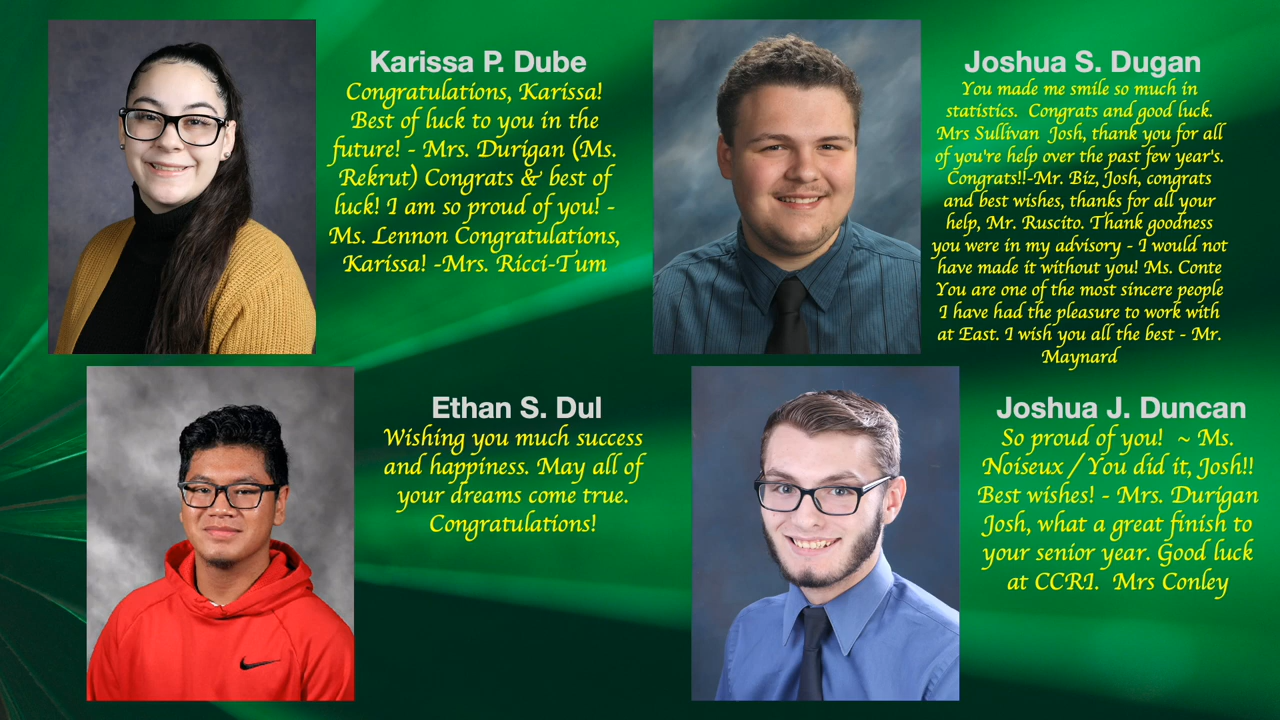 Karissa P. Dube
Congratulations, Karissa!
Best of luck to you in the
future! - Mrs. Durigan (Ms.
Rekrut) Congrats & best of
luck! I am so proud of you! -
Ms. Lennon Congratulations,
Karissa! -Mrs. Ricci-Tum
Joshua S. Dugan
You made me smile so much in
statistics.  Congrats and good luck.
Mrs Sullivan  Josh, thank you for all
of you're help over the past few year's.
Congrats!!-Mr. Biz, Josh, congrats
and best wishes, thanks for all your
help, Mr. Ruscito. Thank goodness
you were in my advisory - I would not
have made it without you! Ms. Conte
You are one of the most sincere people
I have had the pleasure to work with
at East. I wish you all the best - Mr.
Maynard
Ethan S. Dul
Wishing you much success
and happiness. May all of
your dreams come true.
Congratulations!
Joshua J. Duncan
So proud of you!  ~ Ms.
Noiseux / You did it, Josh!!
Best wishes! - Mrs. Durigan
Josh, what a great finish to
your senior year. Good luck
at CCRI.  Mrs Conley